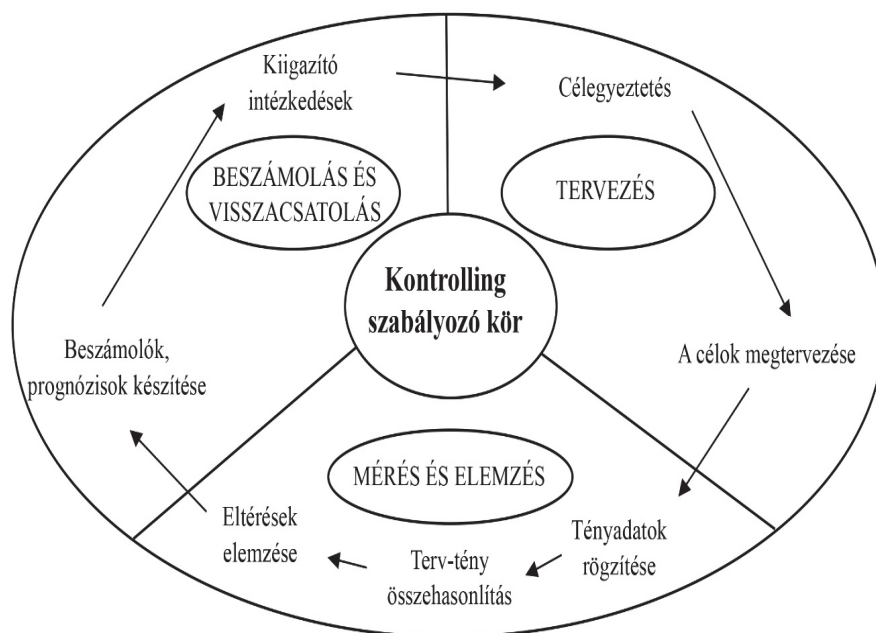 Kiigazító
intézkedések
Célegyeztetés
BESZÁMOLÁS ÉS
VISSZACSATOLÁS
TERVEZÉS
Kontrolling
szabályozó kör
Beszámolók,
prognózisok készítése
A célok megtervezése
MÉRÉS ÉS ELEMZÉS
Eltérések
elemzése
Terv-tény
összehasonlítás
Tényadatok
rögzítése